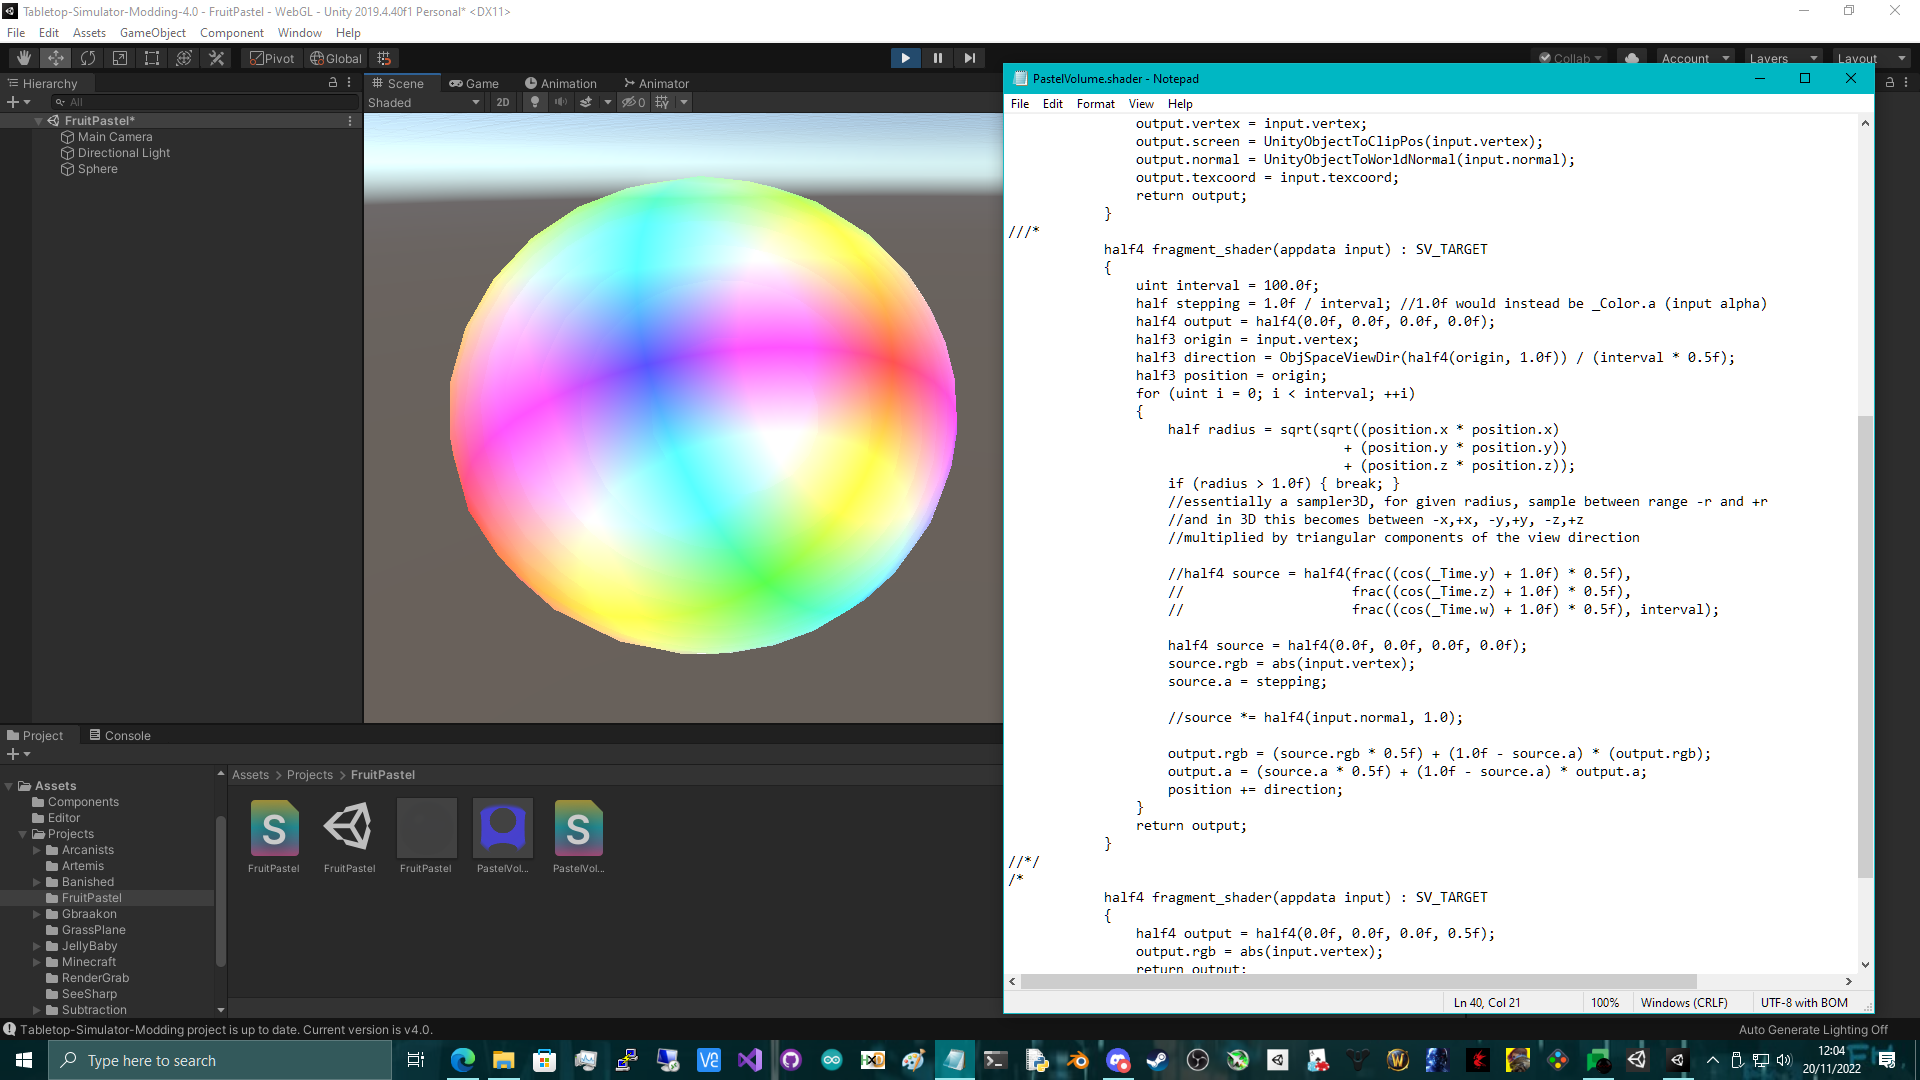 Tabletop-Simulator-Modding-4.0 - FruitPastel - WebGL - Unity 2019.4.40f1 Personal* <DX11>
File Edit Assets GameObject Component Window Help
Pivot Global Collab Account Layers Layout
Hierarchy
All
FruitPastel*
Main Camera
Directional Light
Sphere
Scene Game Animation Animator
Shaded 2D 0
PastelVolume.shader - Notepad
File Edit Format View Help
output.vertex = input.vertex;
output.screen = UnityObjectToClipPos(input.vertex);
output.normal = UnityObjectToWorldNormal(input.normal);
output.texcoord = input.texcoord;
return output;
}
///*
half4 fragment_shader(appdata input) : SV_TARGET
{
uint interval = 100.0f;
half stepping = 1.0f / interval; //1.0f would instead be _Color.a (input alpha)
half4 output = half4(0.0f, 0.0f, 0.0f, 0.0f);
half3 origin = input.vertex;
half3 direction = ObjSpaceViewDir(half4(origin, 1.0f)) / (interval * 0.5f);
half3 position = origin;
for (uint i = 0; i < interval; ++i)
{
half radius = sqrt(sqrt((position.x * position.x)
+ (position.y * position.y))
+ (position.z * position.z));
if (radius > 1.0f) { break; }
//essentially a sampler3D, for given radius, sample between range -r and +r
//and in 3D this becomes between -x,+x, -y,+y, -z,+z
//multiplied by triangular components of the view direction
//half4 source = half4(frac((cos(_Time.y) + 1.0f) * 0.5f),
// frac((cos(_Time.z) + 1.0f) * 0.5f),
// frac((cos(_Time.w) + 1.0f) * 0.5f), interval);
half4 source = half4(0.0f, 0.0f, 0.0f, 0.0f);
source.rgb = abs(input.vertex);
source.a = stepping;
//source *= half4(input.normal, 1.0);
output.rgb = (source.rgb * 0.5f) + (1.0f - source.a) * (output.rgb);
output.a = (source.a * 0.5f) + (1.0f - source.a) * output.a;
position += direction;
}
return output;
}
//*/
/*
half4 fragment_shader(appdata input) : SV_TARGET
{
half4 output = half4(0.0f, 0.0f, 0.0f, 0.5f);
output.rgb = abs(input.vertex);
return output;
Ln 40, Col 21 100% Windows (CRLF) UTF-8 with BOM
Project Console
Assets
Components
Editor
Projects
Arcanists
Artemis
Banished
FruitPastel
Gbraakon
GrassPlane
JellyBaby
Minecraft
RenderGrab
SeeSharp
Subtraction
Assets > Projects > FruitPastel
FruitPastel FruitPastel FruitPastel PastelVol... PastelVol...
Tabletop-Simulator-Modding project is up to date. Current version is v4.0.
Auto Generate Lighting Off
Type here to search
12:04
20/11/2022